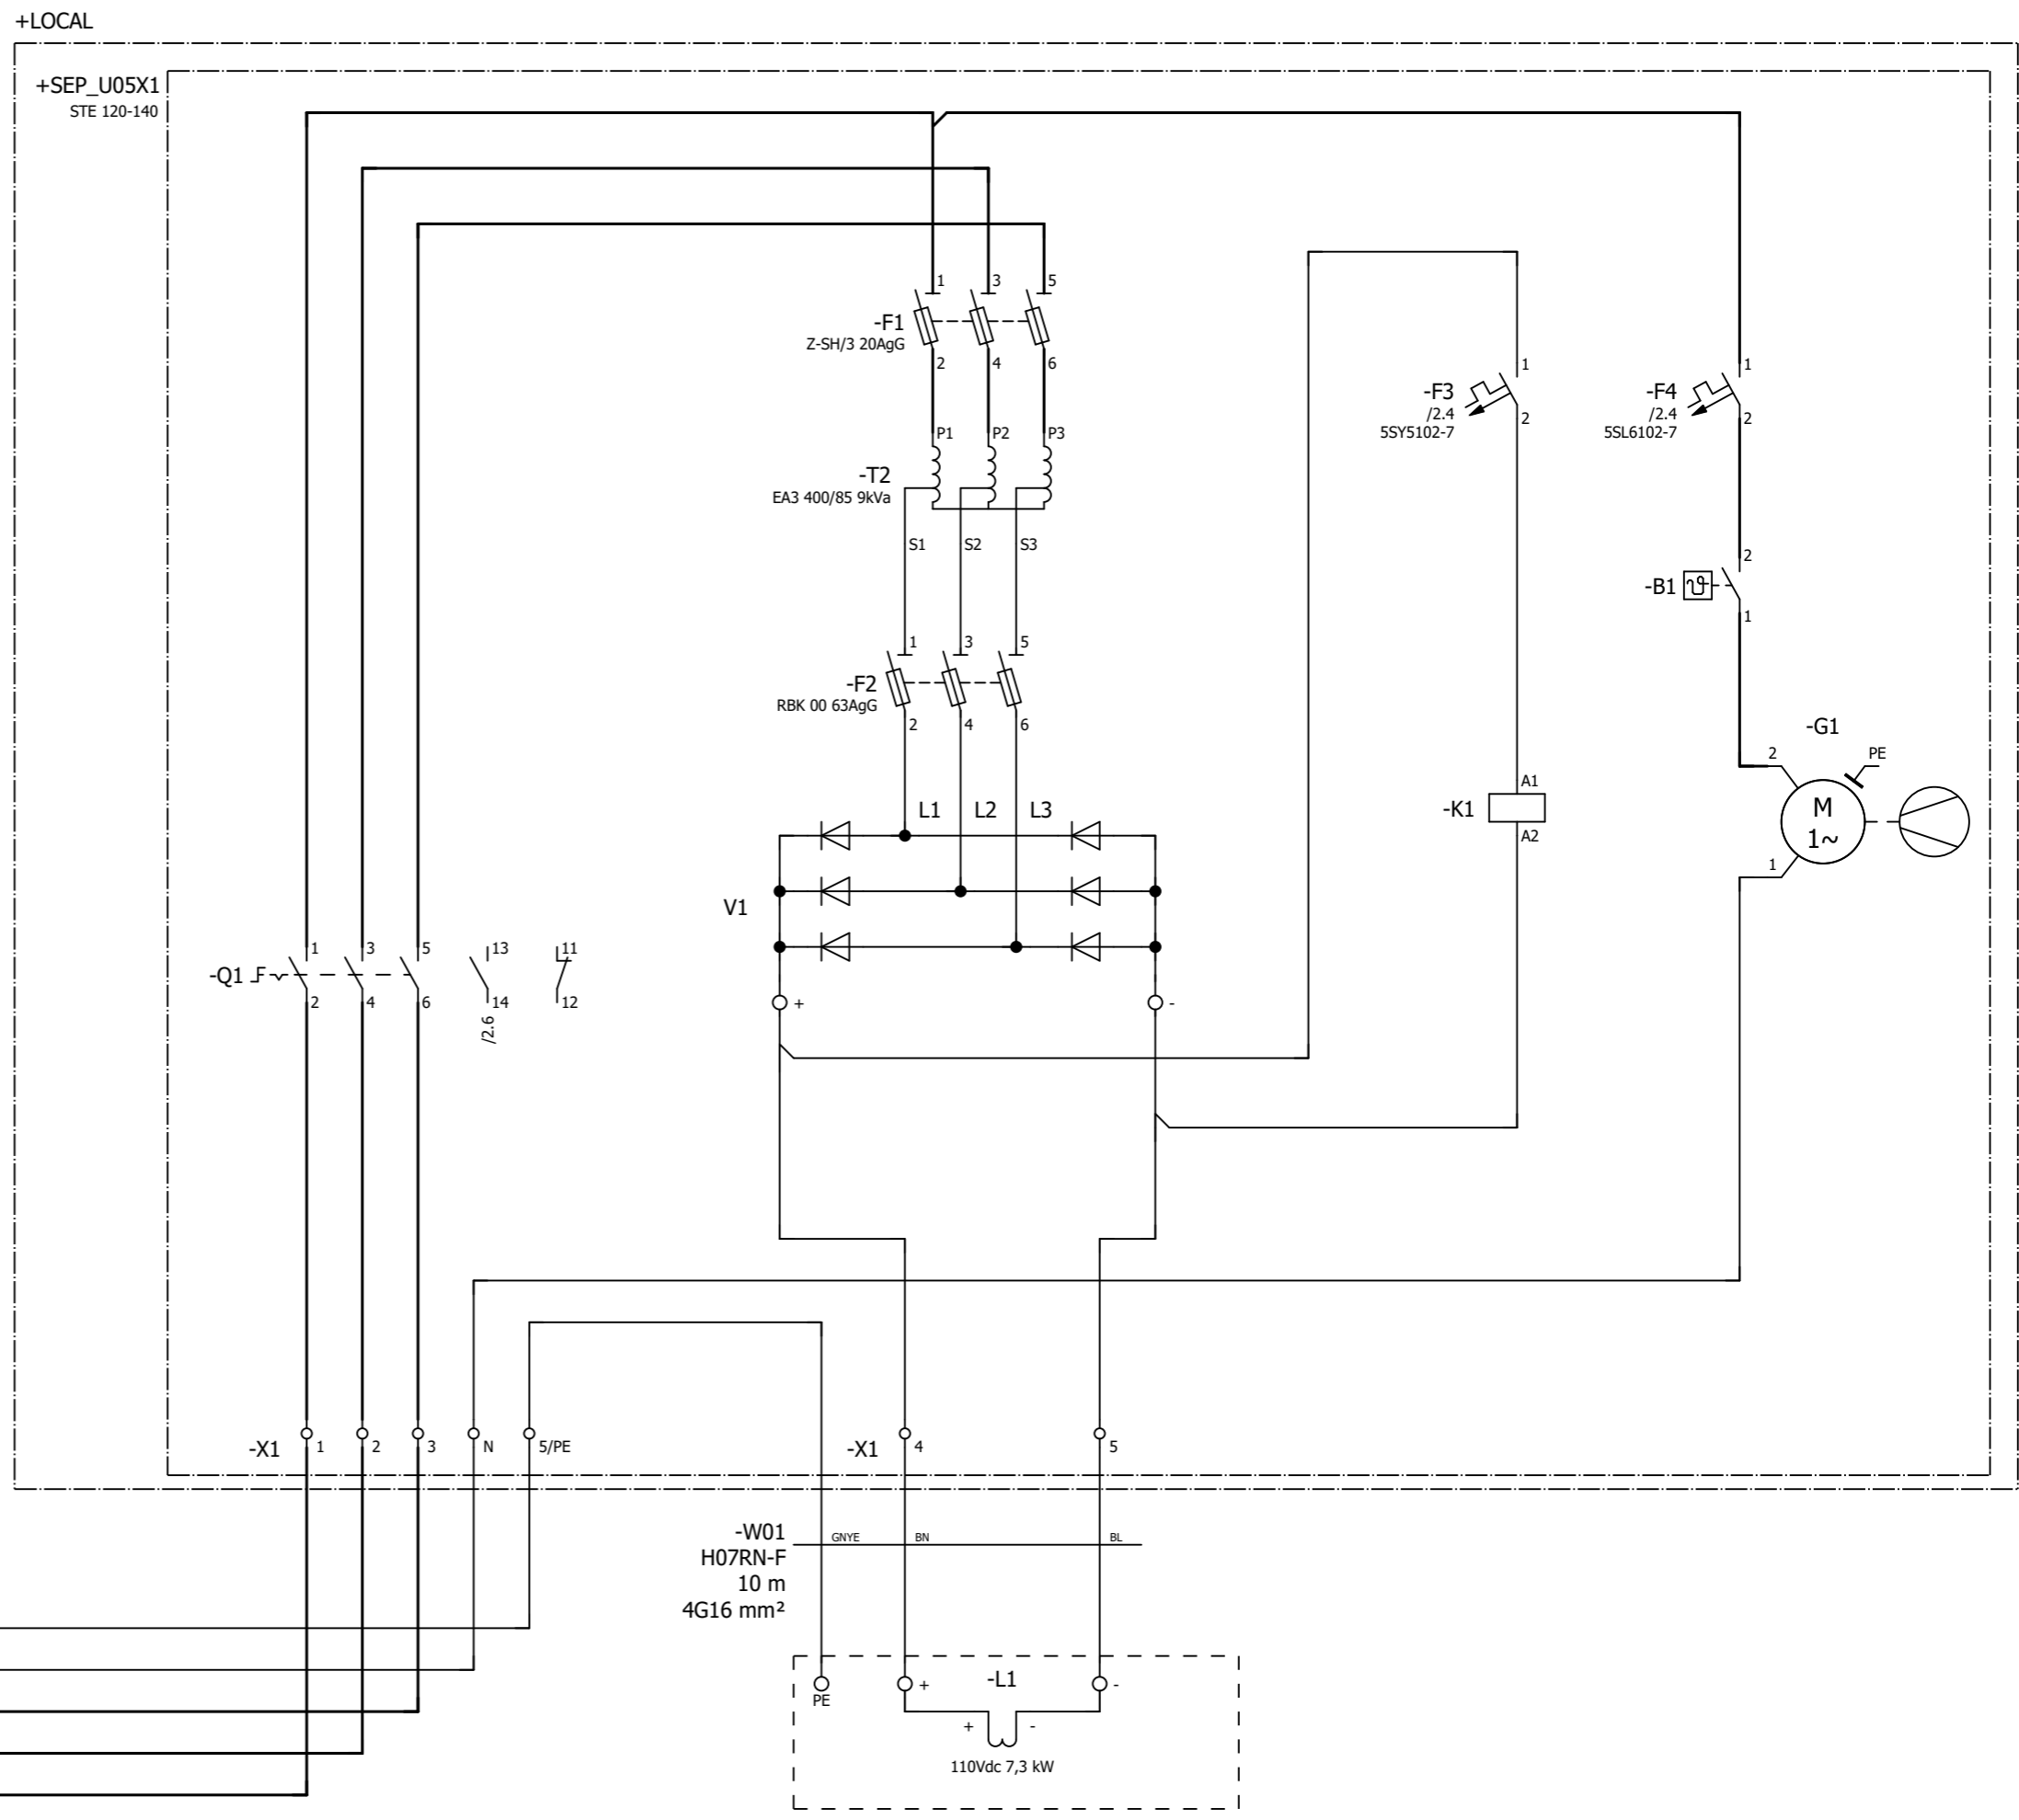 +LOCAL
+SEP_U05X1
STE 120-140
1 3 5
-F1
Z-SH/3 20AgG
2 4 6
P1 P2 P3
-T2
EA3 400/85 9kVa
S1 S2 S3
1 3 5
-F2
RBK 00 63AgG
2 4 6
L1 L2 L3
V1
+ -
1
-F3
/2.4
5SY5102-7
2
1
-F4
/2.4
5SL6102-7
2
2
-B1
1
-G1
2 PE
M
1~
1
A1
-K1
A2
1 3 5 13 11
-Q1
2 4 6 14 12
/2.6
-X1 1 2 3 N 5/PE
-X1 4 5
-W01
H07RN-F
10 m
4G16 mm²
GNYE BN BL
-L1
PE + -
+ -
110Vdc 7,3 kW